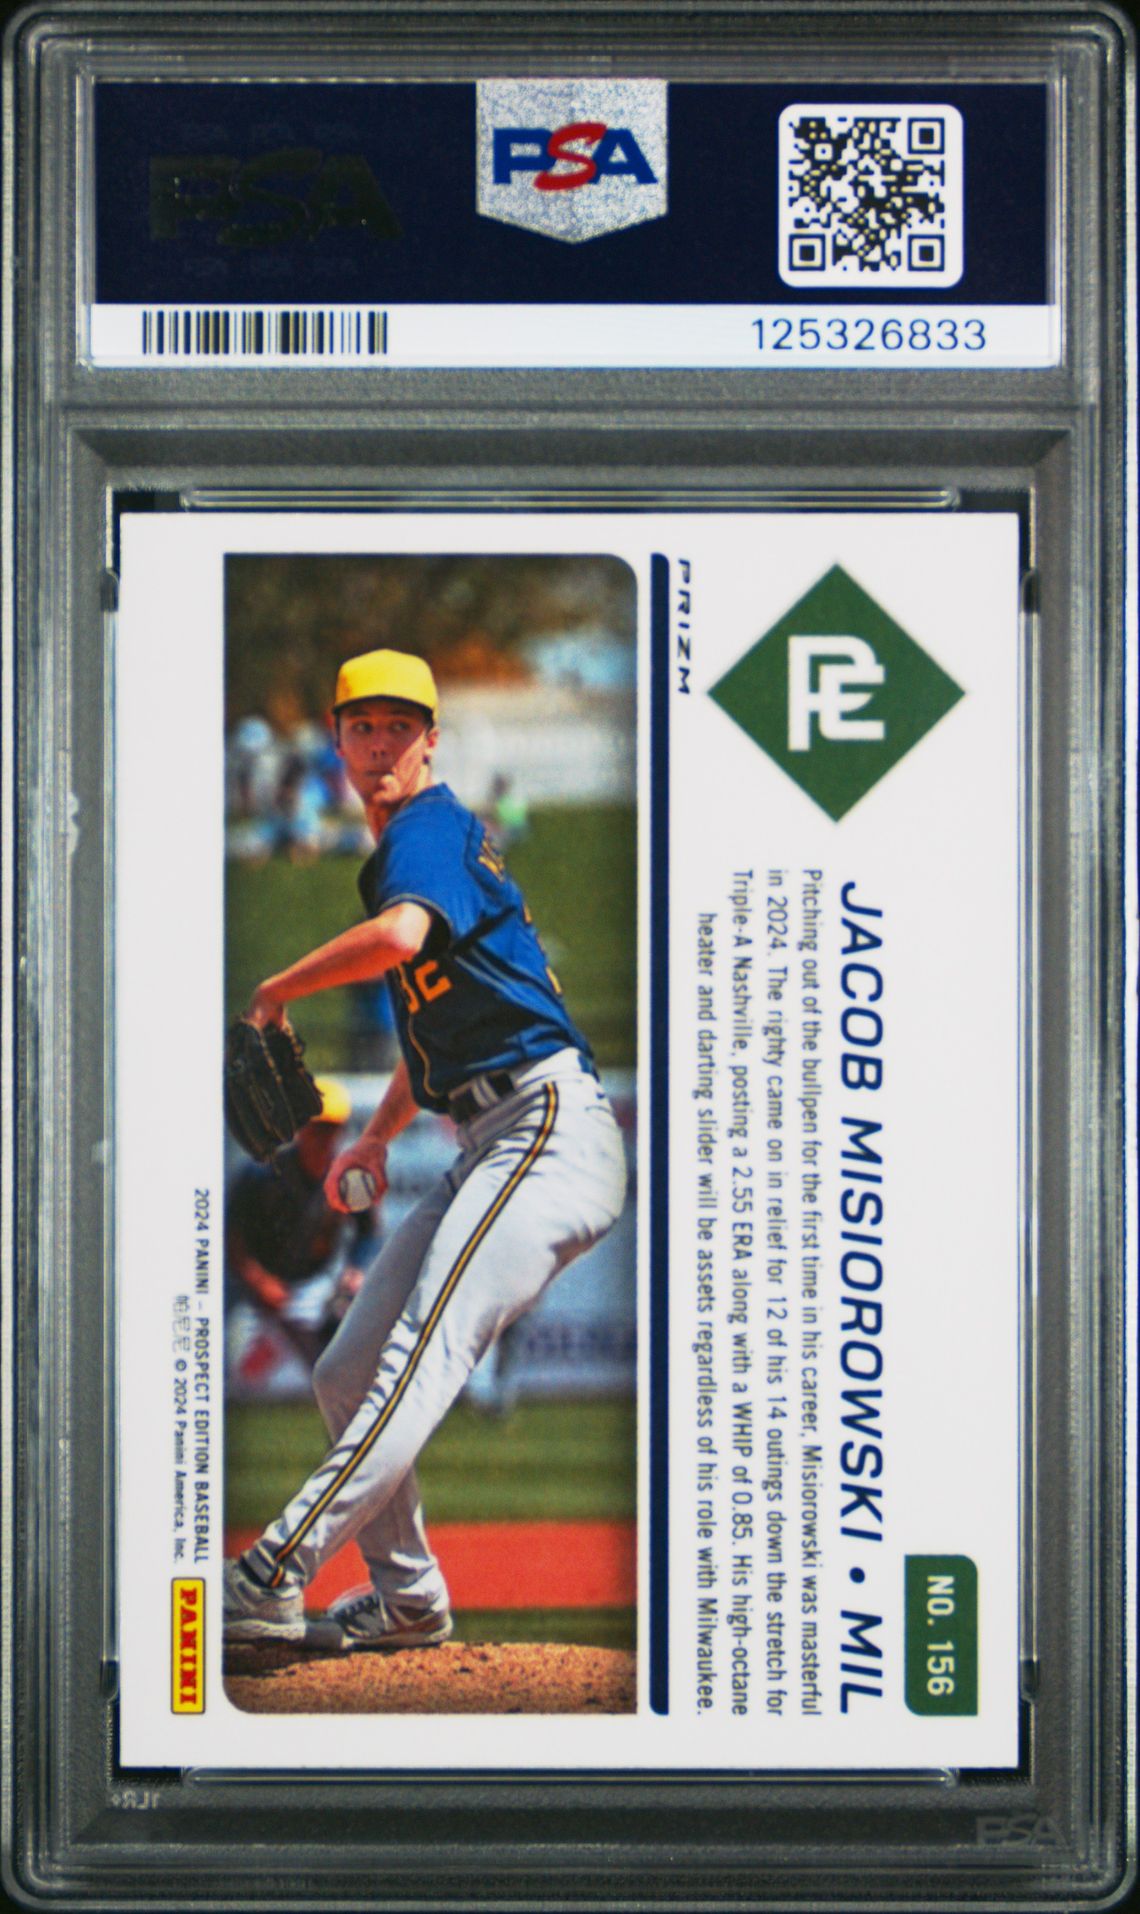 PSA
PSA
125326833
PRIZM
JACOB MISIOROWSKI • MIL
NO. 156
Pitching out of the bullpen for the first time in his career, Misiorowski was masterful
in 2024. The righty came on in relief for 12 of his 14 outings down the stretch for
Triple-A Nashville, posting a 2.55 ERA along with a WHIP of 0.85. His high-octane
heater and darting slider will be assets regardless of his role with Milwaukee.
2024 PANINI – PROSPECT EDITION BASEBALL
© 2024 Panini America, Inc.
PANINI
PSA